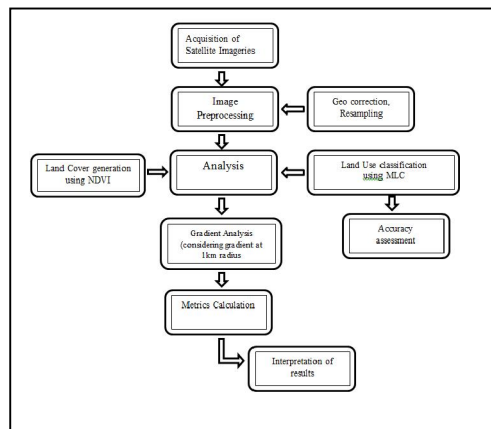 Acquisition of
Satellite Imageries
Image
Preprocessing
Geo correction,
Resampling
Land Cover generation
using NDVI
Analysis
Land Use classification
using MLC
Gradient Analysis
(considering gradient at
1km radius
Accuracy
assessment
Metrics Calculation
Interpretation of
results